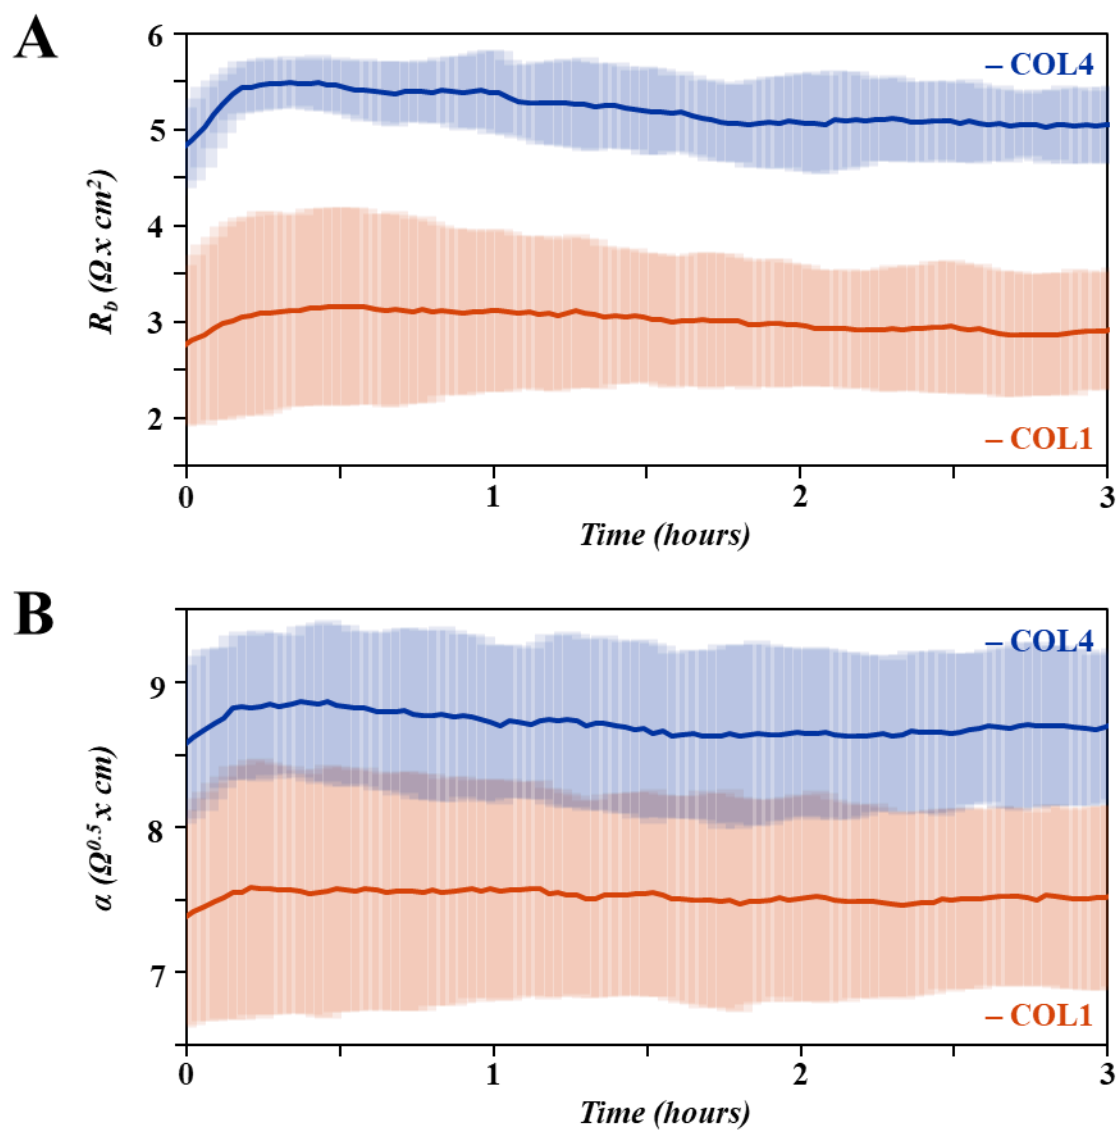 A
6
5
4
3
2
R_b (Ω x cm²)
– COL4
– COL1
0 1 2 3
Time (hours)
B
9
8
7
α (Ω^0.5 x cm)
– COL4
– COL1
0 1 2 3
Time (hours)